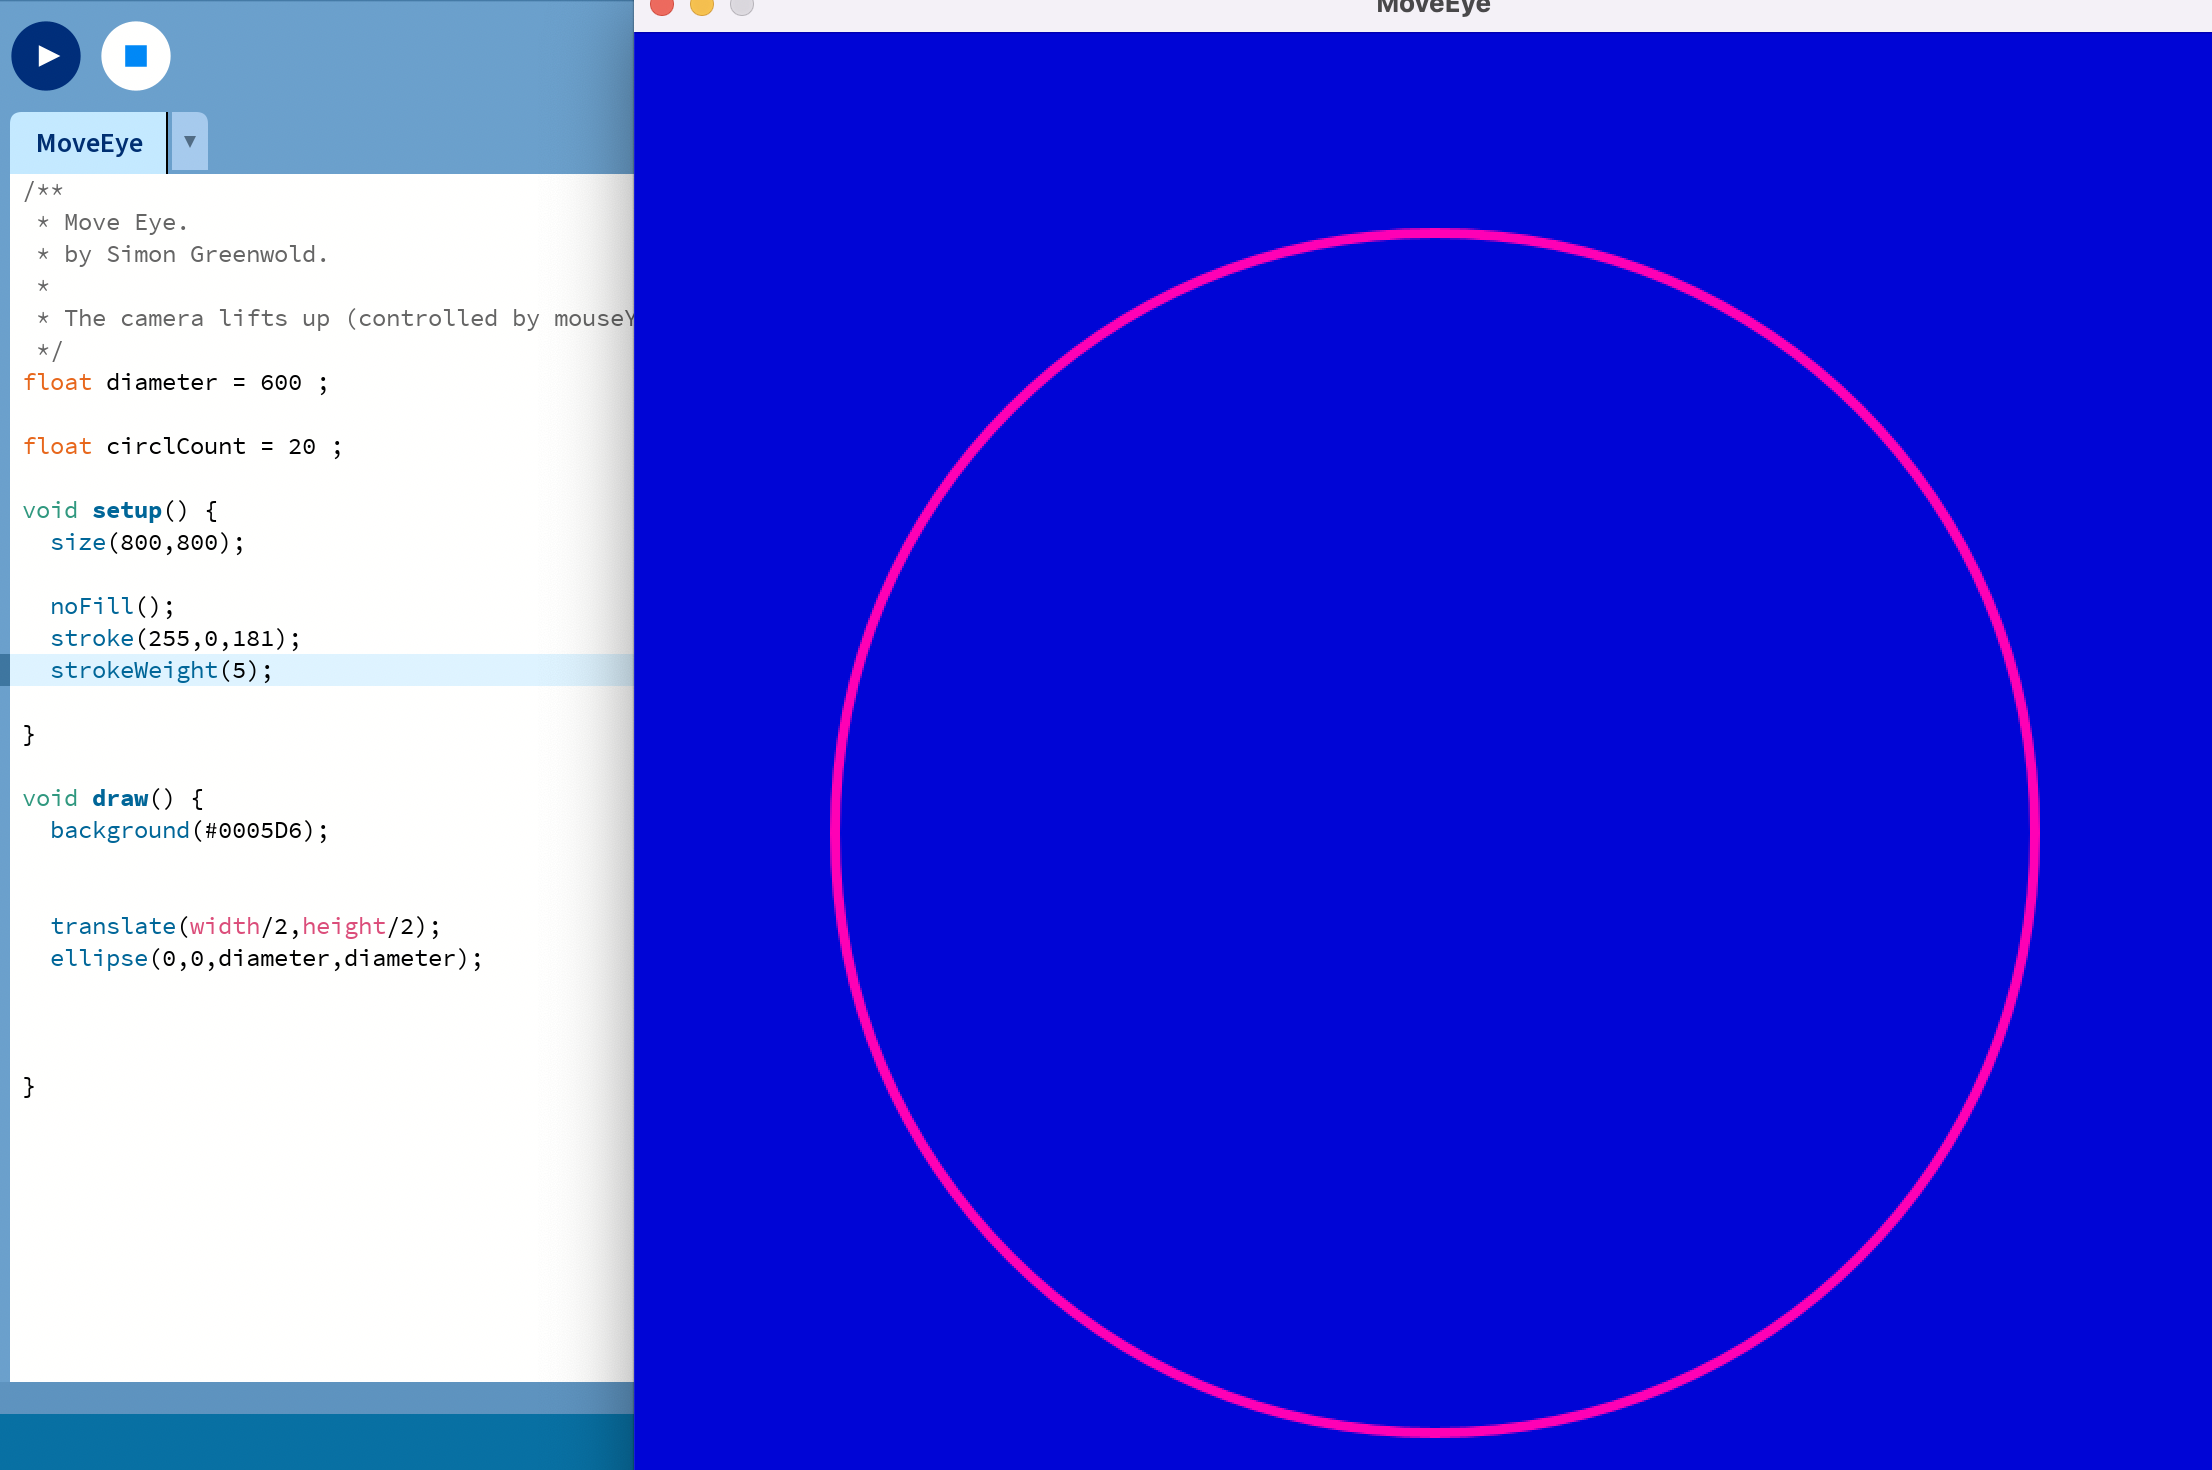 MoveEye
MoveEye
/**
 * Move Eye.
 * by Simon Greenwold.
 *
 * The camera lifts up (controlled by mouseY
 */
float diameter = 600 ;
float circlCount = 20 ;
void setup() {
  size(800,800);
  noFill();
  stroke(255,0,181);
  strokeWeight(5);
}
void draw() {
  background(#0005D6);
  translate(width/2,height/2);
  ellipse(0,0,diameter,diameter);
}